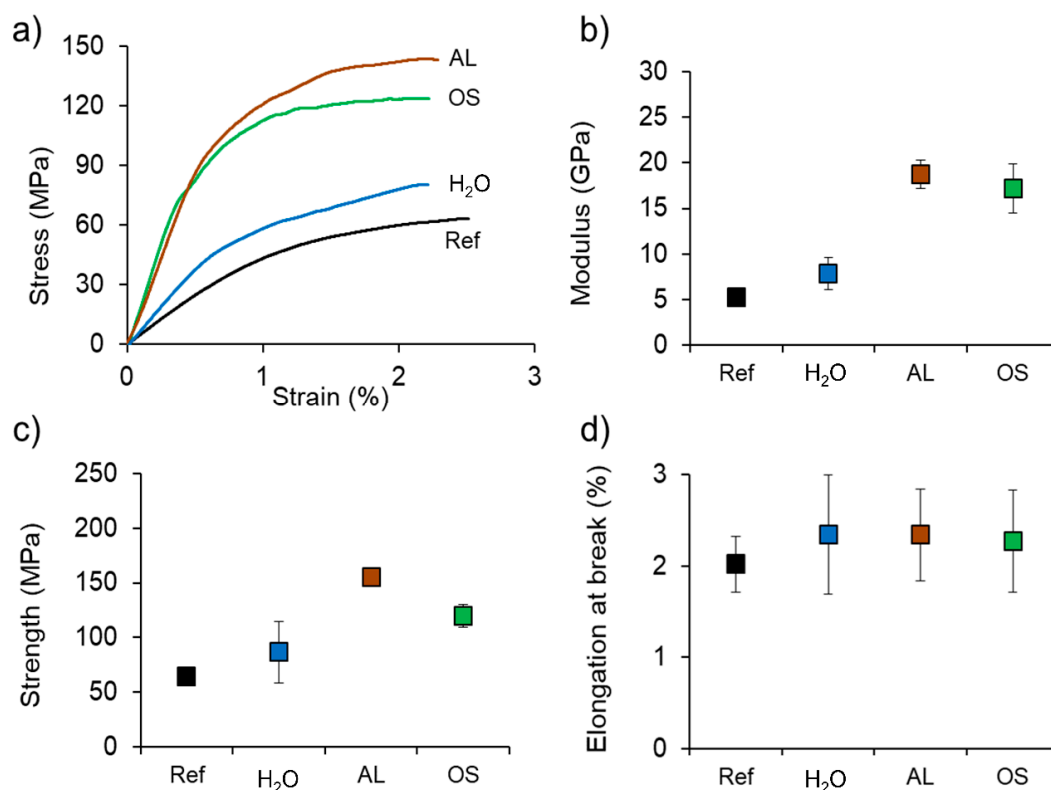 a)
150
120
90
60
30
0
Stress (MPa)
0
1
2
3
Strain (%)
AL
OS
H₂O
Ref
b)
30
25
20
15
10
5
0
Modulus (GPa)
Ref
H₂O
AL
OS
c)
250
200
150
100
50
0
Strength (MPa)
Ref
H₂O
AL
OS
d)
3
2
1
0
Elongation at break (%)
Ref
H₂O
AL
OS